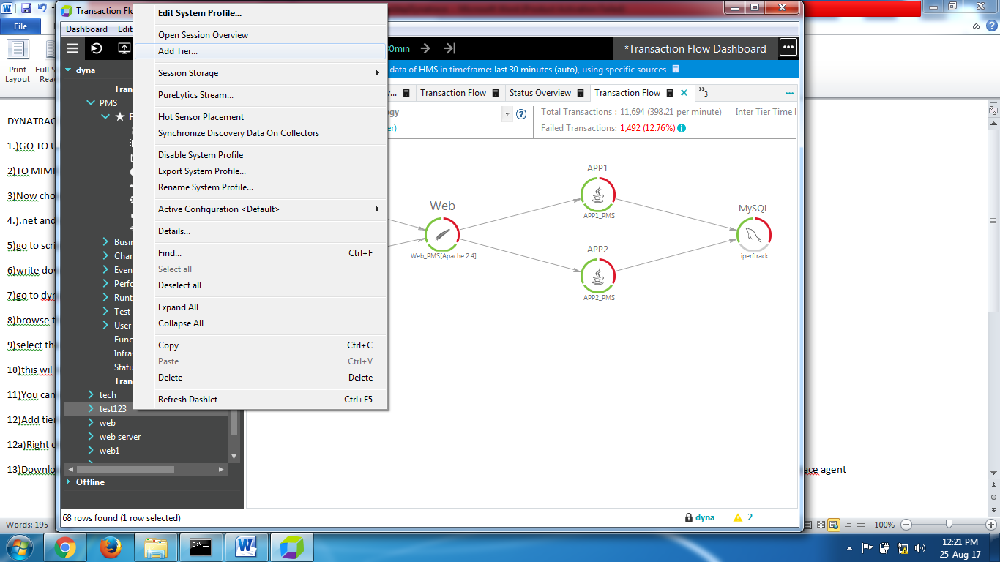 Transaction Flow
File
Print
Layout
Full S
Rea
Dashboard
Edit
30min
*Transaction Flow Dashboard
data of HMS in timeframe: last 30 minutes (auto), using specific sources
Transaction Flow
Status Overview
Transaction Flow
3
Total Transactions : 11,694 (398.21 per minute)
Failed Transactions: 1,492 (12.76%)
Inter Tier Time
Edit System Profile...
Open Session Overview
Add Tier...
Session Storage
PureLytics Stream...
Hot Sensor Placement
Synchronize Discovery Data On Collectors
Disable System Profile
Export System Profile...
Rename System Profile...
Active Configuration <Default>
Details...
Find... Ctrl+F
Select all
Deselect all
Expand All
Collapse All
Copy Ctrl+C
Paste Ctrl+V
Delete Delete
Refresh Dashlet Ctrl+F5
dyna
Tran
PMS
Busin
Char
Even
Perfo
Runt
Test
User
Func
Infra
Statu
Tran
tech
test123
web
web server
web1
Offline
Web
Web_PMS[Apache 2.4]
APP1
APP1_PMS
APP2
APP2_PMS
MySQL
iperftrack
68 rows found (1 row selected)
dyna
2
DYNATRAC
1.)GO TO U
2)TO MIMI
3)Now cho
4.).net and
5)go to scri
6)write dov
7)go to dyn
8)browse t
9)select the
10)this wil
11)You can
12)Add tier
12a)Right c
13)Downlo
ace agent
Words: 195
100%
12:21 PM
25-Aug-17